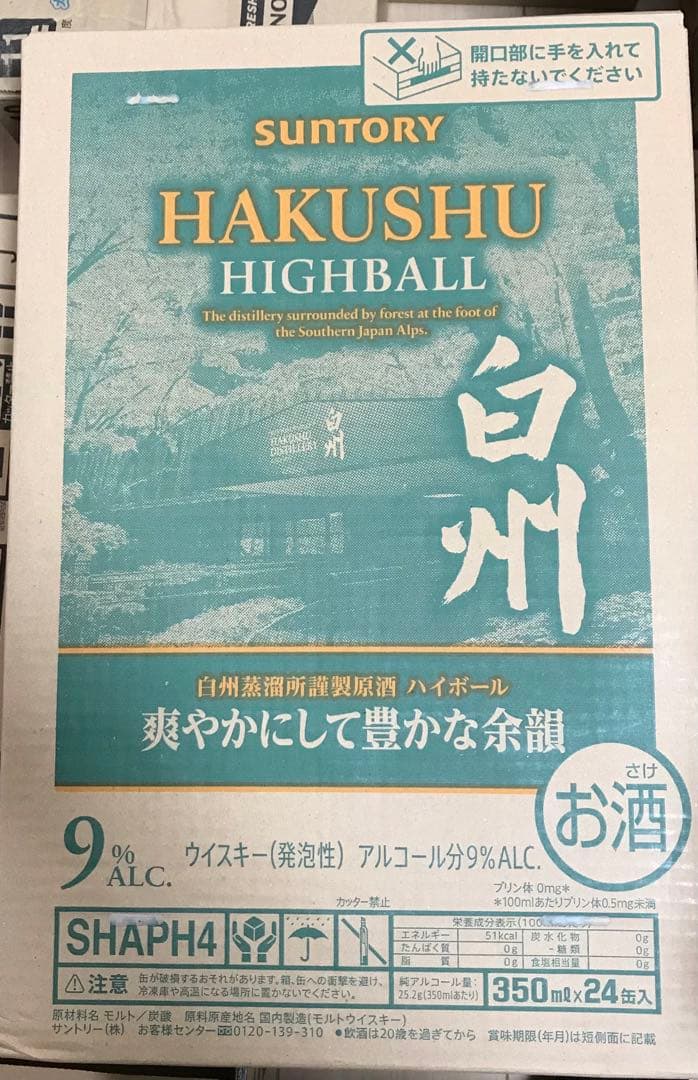 開口部に手を入れて
持たないでください
SUNTORY
HAKUSHU
HIGHBALL
The distillery surrounded by forest at the foot of
the Southern Japan Alps.
白州
HAKUSHU
DISTILLERY
白州
白州蒸溜所謹製原酒 ハイボール
爽やかにして豊かな余韻
さけ
お酒
9%
ALC.
ウイスキー(発泡性) アルコール分9%ALC.
プリン体 0mg*
*100mlあたりプリン体0.5mg未満
カッター禁止
SHAPH4
栄養成分表示(100
エネルギー 51kcal 炭水化物 0g
たんぱく質 0g -糖類 0g
脂質 0g 食塩相当量 0g
注意 缶が破損するおそれがあります。箱、缶への衝撃を避け、
冷凍庫や高温になる場所に置かないでください。
純アルコール量:
25.2g(350mlあたり)
350ml×24缶入
原材料名 モルト/炭酸 原料原産地名 国内製造(モルトウイスキー)
サントリー(株) お客様センター 0120-139-310 ●飲酒は20歳を過ぎてから 賞味期限(年月)は短側面に記載